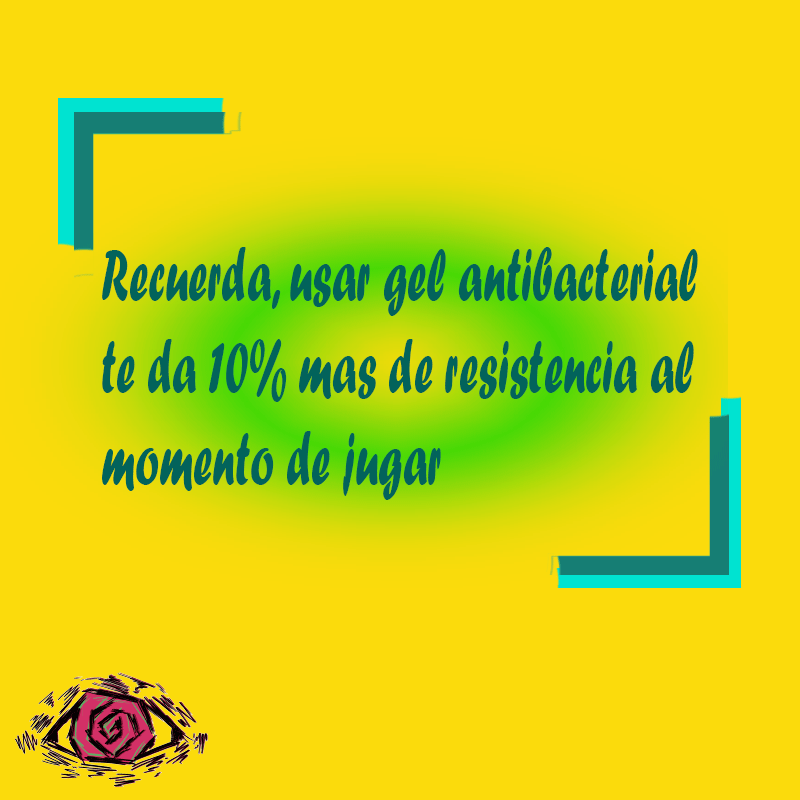 Recuerda, usar gel antibacterial
te da 10% mas de resistencia al
momento de jugar